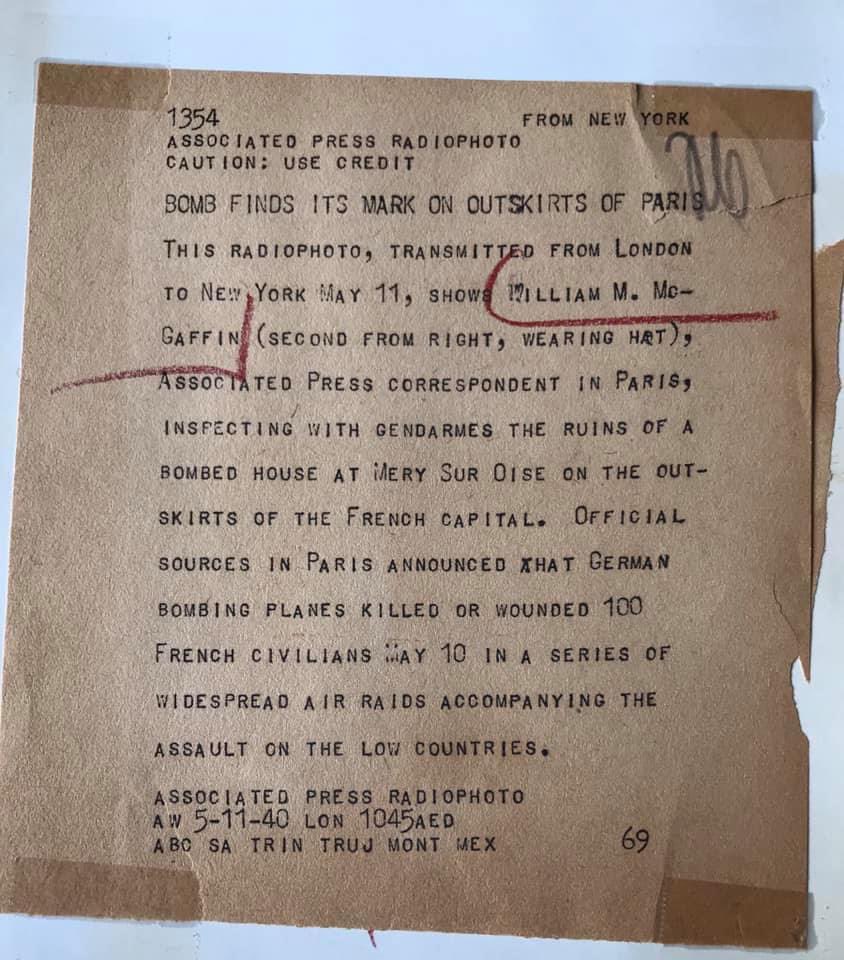 1354 FROM NEW YORK
ASSOCIATED PRESS RADIOPHOTO
CAUTION: USE CREDIT
BOMB FINDS ITS MARK ON OUTSKIRTS OF PARIS
THIS RADIOPHOTO, TRANSMITTED FROM LONDON
TO NEW YORK MAY 11, SHOWS WILLIAM M. MC-
GAFFIN (SECOND FROM RIGHT, WEARING HAT),
ASSOCIATED PRESS CORRESPONDENT IN PARIS,
INSPECTING WITH GENDARMES THE RUINS OF A
BOMBED HOUSE AT MERY SUR OISE ON THE OUT-
SKIRTS OF THE FRENCH CAPITAL. OFFICIAL
SOURCES IN PARIS ANNOUNCED THAT GERMAN
BOMBING PLANES KILLED OR WOUNDED 100
FRENCH CIVILIANS MAY 10 IN A SERIES OF
WIDESPREAD AIR RAIDS ACCOMPANYING THE
ASSAULT ON THE LOW COUNTRIES.
ASSOCIATED PRESS RADIOPHOTO
AW 5-11-40 LON 1045AED
ABC SA TRIN TRUJ MONT MEX 69